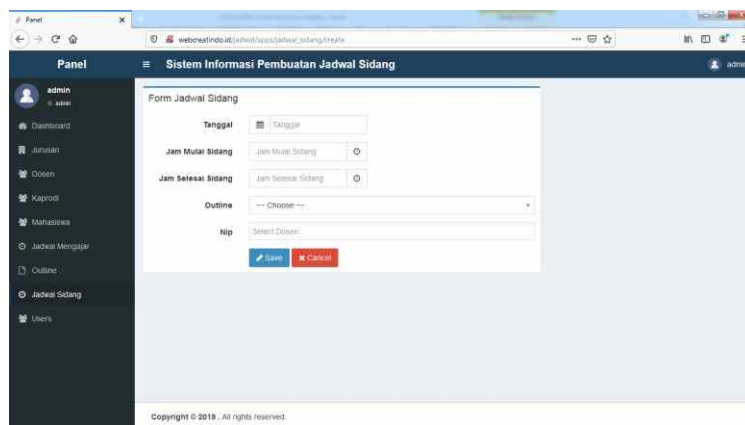 Panel
webcreatindo.id/jadwal/apps/jadwal_sidang/create
Panel
Sistem Informasi Pembuatan Jadwal Sidang
admin
admin
Form Jadwal Sidang
Tanggal
Tanggal
Jam Mulai Sidang
Jam Mulai Sidang
Jam Selesai Sidang
Jam Selesai Sidang
Outline
--- Choose ---
Nip
Select Dosen
Save
Cancel
Dashboard
Jurusan
Dosen
Kaprodi
Mahasiswa
Jadwal Mengajar
Outline
Jadwal Sidang
Users
Copyright © 2019 . All rights reserved.